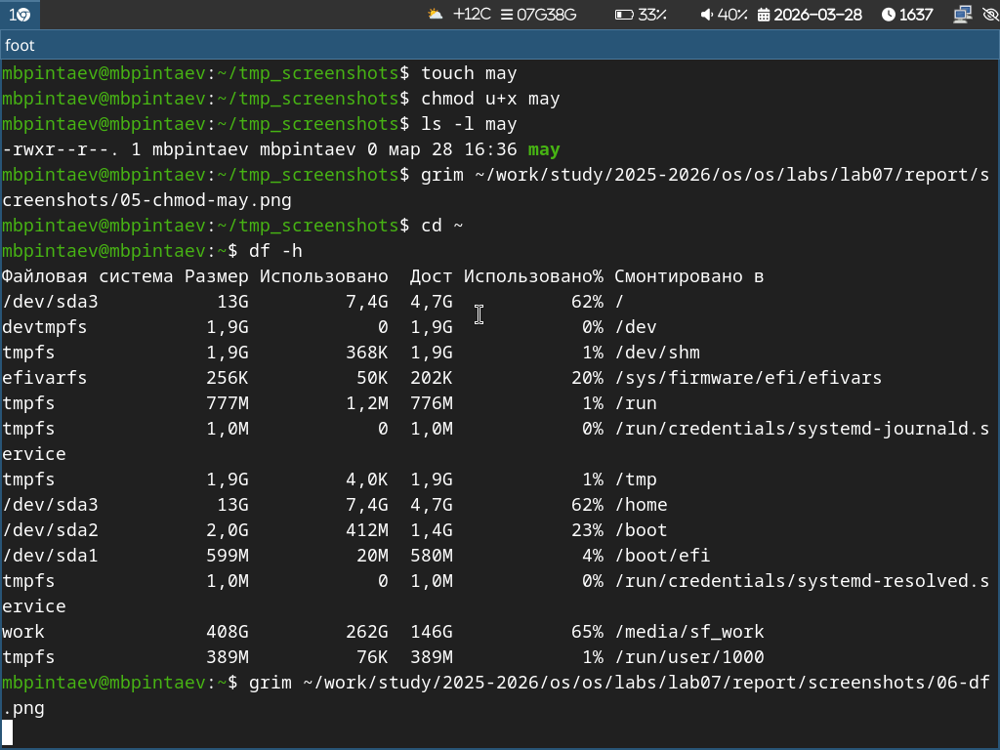 1
+12C 07G38G 33% 40% 2026-03-28 1637
foot
mbpintaev@mbpintaev:~/tmp_screenshots$ touch may
mbpintaev@mbpintaev:~/tmp_screenshots$ chmod u+x may
mbpintaev@mbpintaev:~/tmp_screenshots$ ls -l may
-rwxr--r--. 1 mbpintaev mbpintaev 0 мар 28 16:36 may
mbpintaev@mbpintaev:~/tmp_screenshots$ grim ~/work/study/2025-2026/os/os/labs/lab07/report/s
creenshots/05-chmod-may.png
mbpintaev@mbpintaev:~/tmp_screenshots$ cd ~
mbpintaev@mbpintaev:~$ df -h
Файловая система Размер Использовано  Дост Использовано% Смонтировано в
/dev/sda3           13G         7,4G  4,7G           62% /
devtmpfs           1,9G            0  1,9G            0% /dev
tmpfs              1,9G         368K  1,9G            1% /dev/shm
efivarfs           256K          50K  202K           20% /sys/firmware/efi/efivars
tmpfs              777M         1,2M  776M            1% /run
tmpfs              1,0M            0  1,0M            0% /run/credentials/systemd-journald.s
ervice
tmpfs              1,9G         4,0K  1,9G            1% /tmp
/dev/sda3           13G         7,4G  4,7G           62% /home
/dev/sda2          2,0G         412M  1,4G           23% /boot
/dev/sda1          599M          20M  580M            4% /boot/efi
tmpfs              1,0M            0  1,0M            0% /run/credentials/systemd-resolved.s
ervice
work               408G         262G  146G           65% /media/sf_work
tmpfs              389M          76K  389M            1% /run/user/1000
mbpintaev@mbpintaev:~$ grim ~/work/study/2025-2026/os/os/labs/lab07/report/screenshots/06-df
.png